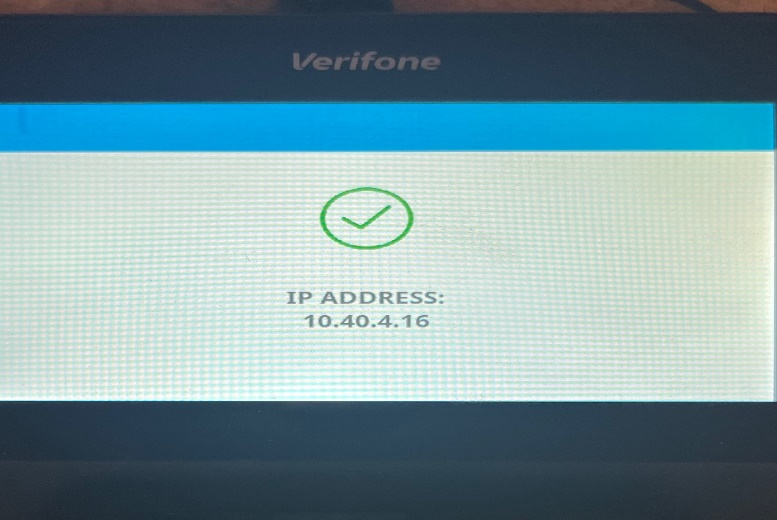 Verifone
IP ADDRESS:
10.40.4.16